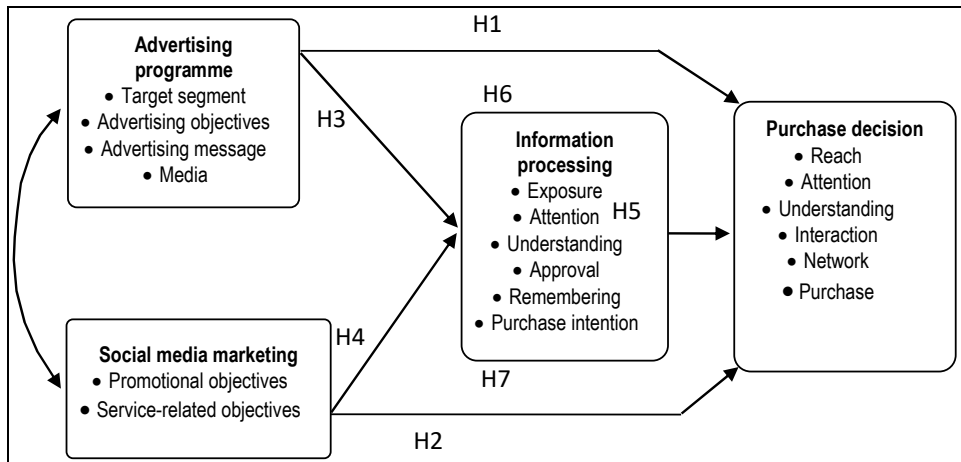 H1
Advertising
programme
● Target segment
● Advertising objectives
● Advertising message
● Media
H3
H6
Information
processing
● Exposure
● Attention
● Understanding
● Approval
● Remembering
● Purchase intention
H5
Purchase decision
● Reach
● Attention
● Understanding
● Interaction
● Network
● Purchase
H4
Social media marketing
● Promotional objectives
● Service-related objectives
H7
H2